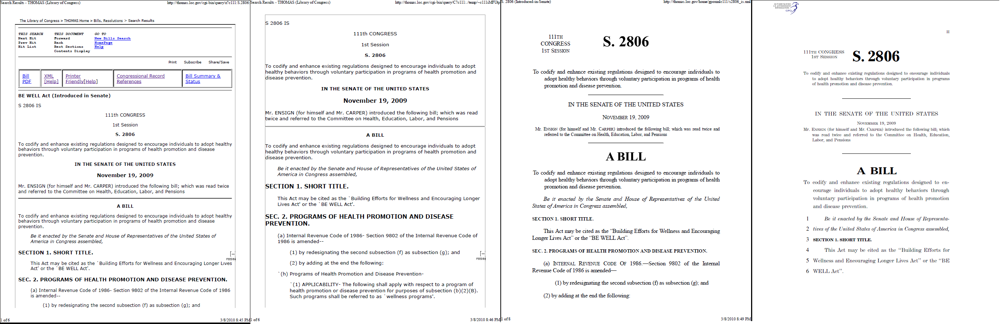 Search Results - THOMAS (Library of Congress)
http://thomas.loc.gov/cgi-bin/query/z?c111:S.2806:
The Library of Congress > THOMAS Home > Bills, Resolutions > Search Results
THIS SEARCH THIS DOCUMENT GO TO
Next Hit Forward New Bills Search
Prev Hit Back HomePage
Hit List Best Sections Help
Contents Display
Print Subscribe Share/Save
Bill XML Printer Congressional Record Bill Summary &
PDF [Help] Friendly[Help] References Status
BE WELL Act (Introduced in Senate)
S 2806 IS
111th CONGRESS
1st Session
S. 2806
To codify and enhance existing regulations designed to encourage individuals to adopt healthy
behaviors through voluntary participation in programs of health promotion and disease
prevention.
IN THE SENATE OF THE UNITED STATES
November 19, 2009
Mr. ENSIGN (for himself and Mr. CARPER) introduced the following bill; which was read twice
and referred to the Committee on Health, Education, Labor, and Pensions
A BILL
To codify and enhance existing regulations designed to encourage individuals to adopt healthy
behaviors through voluntary participation in programs of health promotion and disease
prevention.
Be it enacted by the Senate and House of Representatives of the United States of
America in Congress assembled,
SECTION 1. SHORT TITLE.
This Act may be cited as the `Building Efforts for Wellness and Encouraging Longer Lives
Act' or the `BE WELL Act'.
SEC. 2. PROGRAMS OF HEALTH PROMOTION AND DISEASE PREVENTION.
(a) Internal Revenue Code of 1986- Section 9802 of the Internal Revenue Code of 1986
is amended--
(1) by redesignating the second subsection (f) as subsection (g); and
[-
1 of 6
3/8/2010 8:45 PM
Search Results - THOMAS (Library of Congress)
http://thomas.loc.gov/cgi-bin/query/C?c111:./temp/~c111iMFUtp
S 2806 IS
111th CONGRESS
1st Session
S. 2806
To codify and enhance existing regulations designed to encourage individuals to adopt
healthy behaviors through voluntary participation in programs of health promotion and
disease prevention.
IN THE SENATE OF THE UNITED STATES
November 19, 2009
Mr. ENSIGN (for himself and Mr. CARPER) introduced the following bill; which was read
twice and referred to the Committee on Health, Education, Labor, and Pensions
A BILL
To codify and enhance existing regulations designed to encourage individuals to adopt
healthy behaviors through voluntary participation in programs of health promotion and
disease prevention.
Be it enacted by the Senate and House of Representatives of the United States of
America in Congress assembled,
SECTION 1. SHORT TITLE.
This Act may be cited as the `Building Efforts for Wellness and Encouraging Longer
Lives Act' or the `BE WELL Act'.
SEC. 2. PROGRAMS OF HEALTH PROMOTION AND DISEASE
PREVENTION.
(a) Internal Revenue Code of 1986- Section 9802 of the Internal Revenue Code of
1986 is amended--
(1) by redesignating the second subsection (f) as subsection (g); and
(2) by adding at the end the following:
`(h) Programs of Health Promotion and Disease Prevention-
`(1) APPLICABILITY- The following shall apply with respect to a program of
health promotion or disease prevention for purposes of subsection (b)(2)(B).
Such programs shall be referred to as `wellness programs'.
[-
1 of 6
3/8/2010 8:46 PM
S. 2806 (Introduced-in-Senate)
http://thomas.loc.gov/home/gpoxmlc111/s2806_is.xml
111TH
CONGRESS
1ST SESSION
S. 2806
To codify and enhance existing regulations designed to encourage individuals to
adopt healthy behaviors through voluntary participation in programs of health
promotion and disease prevention.
IN THE SENATE OF THE UNITED STATES
NOVEMBER 19, 2009
Mr. ENSIGN (for himself and Mr. CARPER) introduced the following bill; which was read twice and
referred to the Committee on Health, Education, Labor, and Pensions
A BILL
To codify and enhance existing regulations designed to encourage individuals to
adopt healthy behaviors through voluntary participation in programs of health
promotion and disease prevention.
Be it enacted by the Senate and House of Representatives of the United
States of America in Congress assembled,
SECTION 1. SHORT TITLE.
This Act may be cited as the “Building Efforts for Wellness and Encouraging
Longer Lives Act” or the “BE WELL Act”.
SEC. 2. PROGRAMS OF HEALTH PROMOTION AND DISEASE PREVENTION.
(a) INTERNAL REVENUE CODE OF 1986.—Section 9802 of the Internal
Revenue Code of 1986 is amended—
(1) by redesignating the second subsection (f) as subsection (g); and
(2) by adding at the end the following:
1 of 8
3/8/2010 8:49 PM
AUTHENTICATED
U.S. GOVERNMENT
INFORMATION
GPO
II
111TH CONGRESS
1ST SESSION
S. 2806
To codify and enhance existing regulations designed to encourage individuals
to adopt healthy behaviors through voluntary participation in programs
of health promotion and disease prevention.
IN THE SENATE OF THE UNITED STATES
NOVEMBER 19, 2009
Mr. ENSIGN (for himself and Mr. CARPER) introduced the following bill; which
was read twice and referred to the Committee on Health, Education,
Labor, and Pensions
A BILL
To codify and enhance existing regulations designed to en-
courage individuals to adopt healthy behaviors through
voluntary participation in programs of health promotion
and disease prevention.
1 Be it enacted by the Senate and House of Representa-
2 tives of the United States of America in Congress assembled,
3 SECTION 1. SHORT TITLE.
4 This Act may be cited as the ‘‘Building Efforts for
5 Wellness and Encouraging Longer Lives Act’’ or the ‘‘BE
6 WELL Act’’.